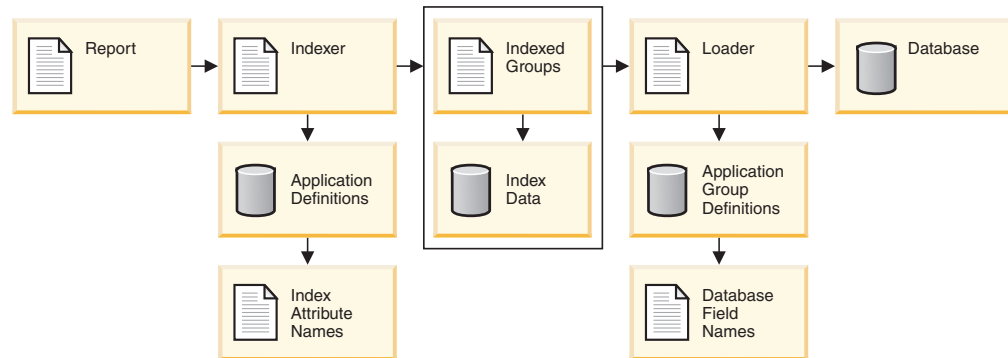 Report
Indexer
Indexed
Groups
Loader
Database
Application
Definitions
Index
Data
Application
Group
Definitions
Index
Attribute
Names
Database
Field
Names